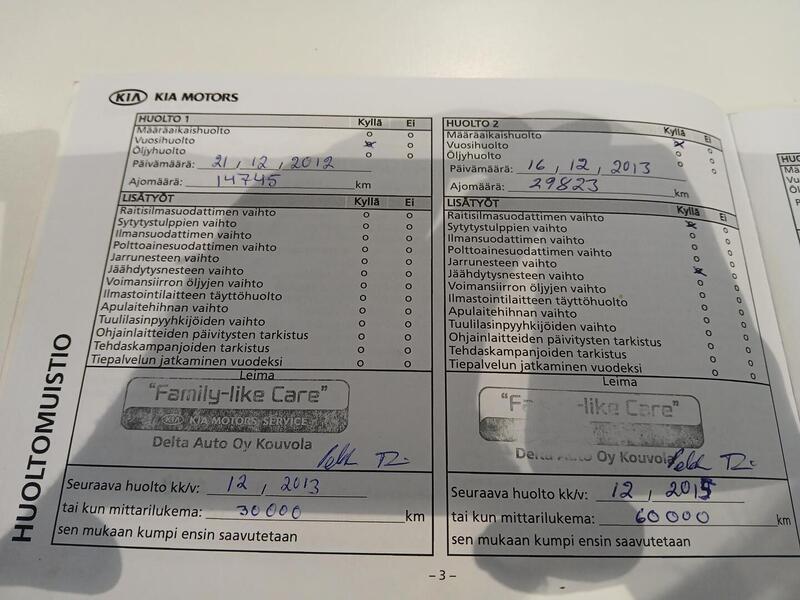 KIA KIA MOTORS
HUOLTO 1 Kyllä Ei
Määräaikaishuolto o o
Vuosihuolto x o
Öljyhuolto o o
Päivämäärä: 21, 12, 2012
Ajomäärä: 14745 km
LISÄTYÖT Kyllä Ei
Raitisilmasuodattimen vaihto o o
Sytytystulppien vaihto o o
Ilmansuodattimen vaihto o o
Polttoainesuodattimen vaihto o o
Jarrunesteen vaihto o o
Jäähdytysnesteen vaihto o o
Voimansiirron öljyjen vaihto o o
Ilmastointilaitteen täyttöhuolto o o
Apulaitehihnan vaihto o o
Tuulilasinpyyhkijöiden vaihto o o
Ohjainlaitteiden päivitysten tarkistus o o
Tehdaskampanjoiden tarkistus o o
Tiepalvelun jatkaminen vuodeksi o o
Leima
"Family-like Care"
KIA MOTORS SERVICE
Delta Auto Oy Kouvola
Seuraava huolto kk/v: 12, 2013
tai kun mittarilukema: 30000 km
sen mukaan kumpi ensin saavutetaan
HUOLTO 2 Kyllä Ei
Määräaikaishuolto o
Vuosihuolto x o
Öljyhuolto o o
Päivämäärä: 16, 12, 2013
Ajomäärä: 29823 km
LISÄTYÖT Kyllä Ei
Raitisilmasuodattimen vaihto x o
Sytytystulppien vaihto o o
Ilmansuodattimen vaihto o o
Polttoainesuodattimen vaihto o o
Jarrunesteen vaihto x o
Jäähdytysnesteen vaihto o o
Voimansiirron öljyjen vaihto o o
Ilmastointilaitteen täyttöhuolto o o
Apulaitehihnan vaihto o o
Tuulilasinpyyhkijöiden vaihto o o
Ohjainlaitteiden päivitysten tarkistus o o
Tehdaskampanjoiden tarkistus o o
Tiepalvelun jatkaminen vuodeksi o o
Leima
-like Care"
Delta Auto Oy Kouvola
Seuraava huolto kk/v: 12, 2015
tai kun mittarilukema: 60000 km
sen mukaan kumpi ensin saavutetaan
HUOLTOMUISTIO
– 3 –